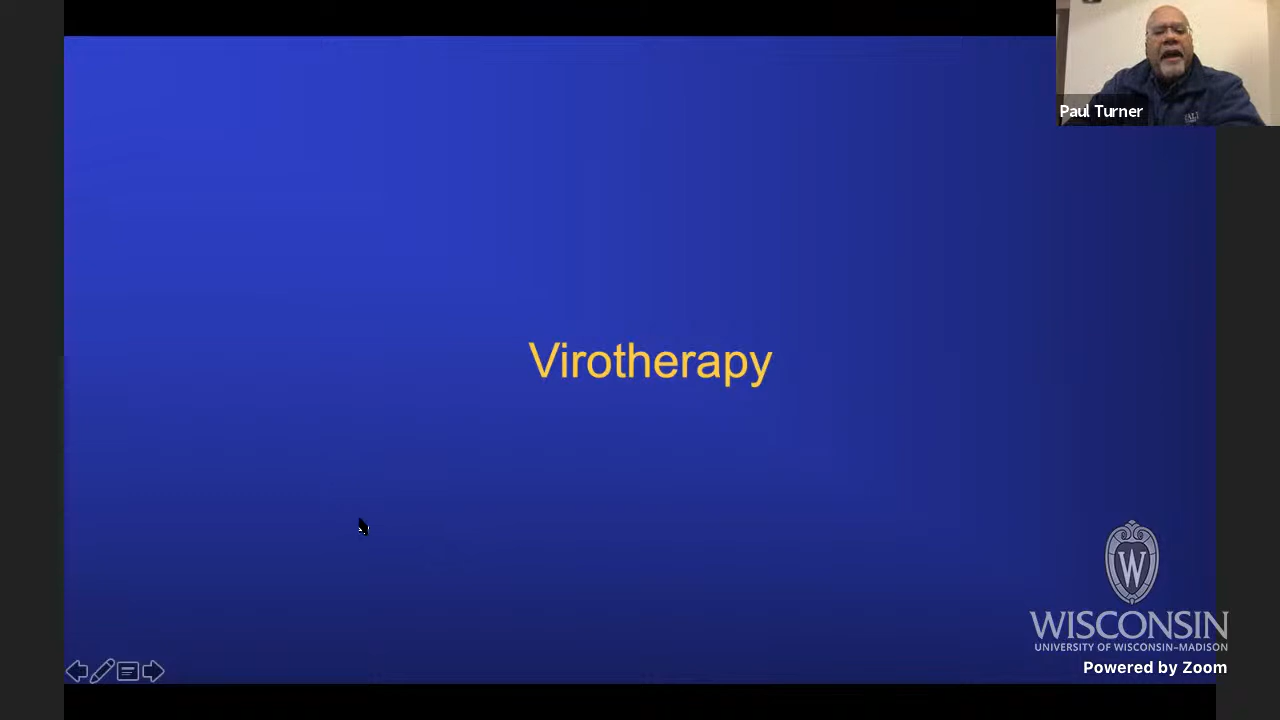 Paul Turner
Virotherapy
W
WISCONSIN
UNIVERSITY OF WISCONSIN–MADISON
Powered by Zoom